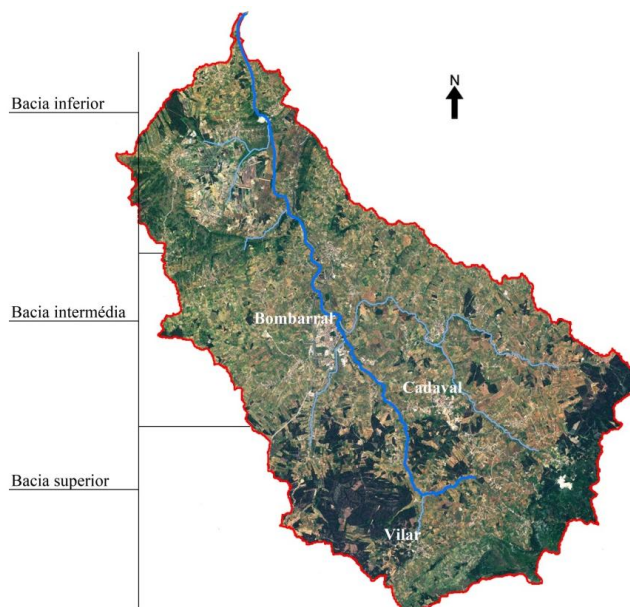 N
Bacia inferior
Bacia intermédia
Bombarral
Cadaval
Bacia superior
Vilar